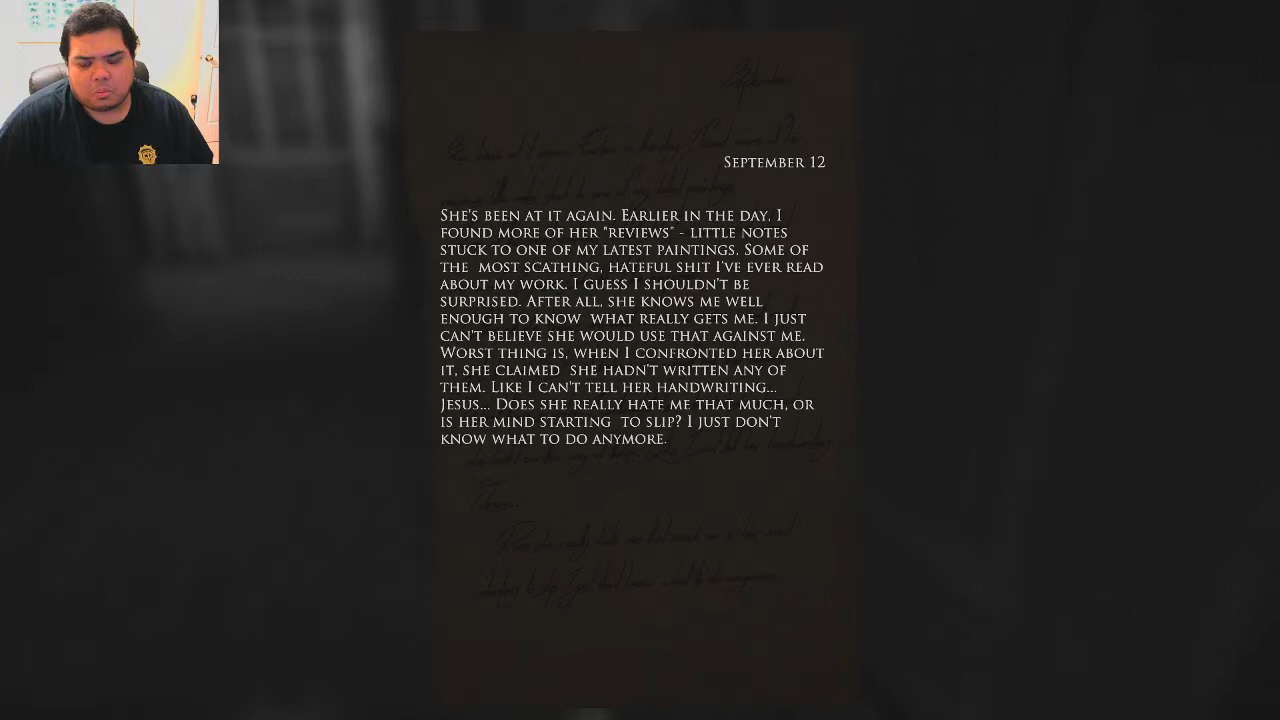 September 12
She's been at it again. Earlier in the day, I
found more of her "reviews" - little notes
stuck to one of my latest paintings. Some of
the most scathing, hateful shit I've ever read
about my work. I guess I shouldn't be
surprised. After all, she knows me well
enough to know what really gets me. I just
can't believe she would use that against me.
Worst thing is, when I confronted her about
it, she claimed she hadn't written any of
them. Like I can't tell her handwriting...
Jesus... Does she really hate me that much, or
is her mind starting to slip? I just don't
know what to do anymore.